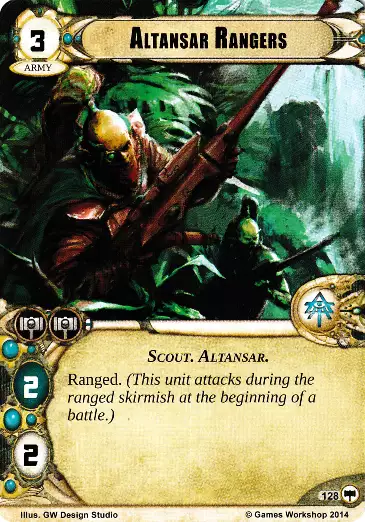 3
ARMY
ALTANSAR RANGERS
SCOUT. ALTANSAR.
2
Ranged. (This unit attacks during the
ranged skirmish at the beginning of a
battle.)
2
128
Illus. GW Design Studio
© Games Workshop 2014